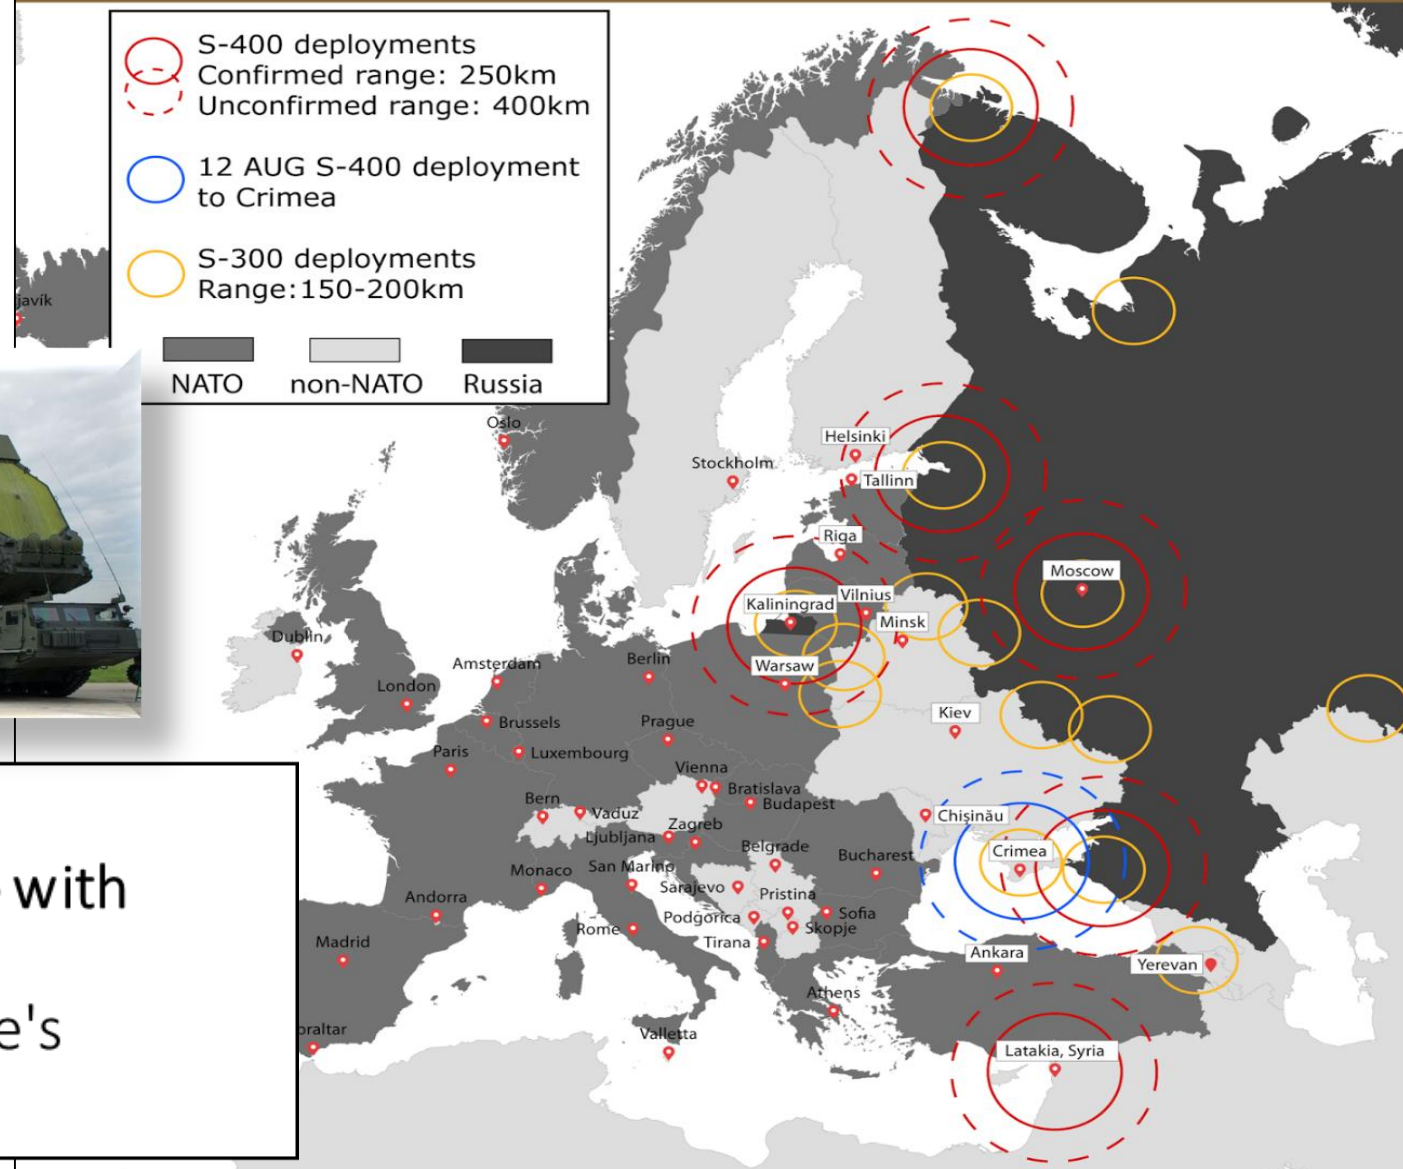 S-400 deployments
Confirmed range: 250km
Unconfirmed range: 400km
12 AUG S-400 deployment
to Crimea
S-300 deployments
Range:150-200km
NATO
non-NATO
Russia
javík
Oslo
Helsinki
Stockholm
Tallinn
Riga
Moscow
Kaliningrad
Vilnius
Minsk
Dublin
Amsterdam
Berlin
Warsaw
London
Brussels
Prague
Kiev
Paris
Luxembourg
Vienna
Bratislava
Budapest
Bern
Vaduz
Chișinău
Ljubljana
Zagreb
Belgrade
Bucharest
Crimea
Monaco
San Marino
Sarajevo
Pristina
Andorra
Podgorica
Sofia
Skopje
Rome
Tirana
Madrid
Ankara
Yerevan
Athens
braltar
Valletta
Latakia, Syria
with
e's